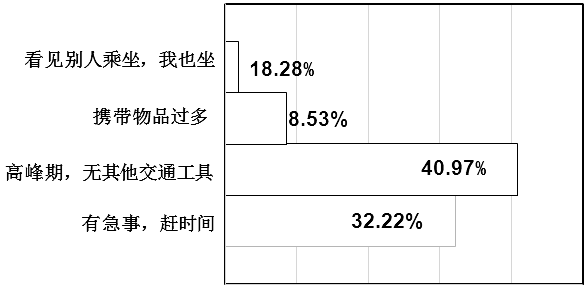 看见别人乘坐，我也坐
18.28%
携带物品过多
8.53%
高峰期，无其他交通工具
40.97%
有急事，赶时间
32.22%